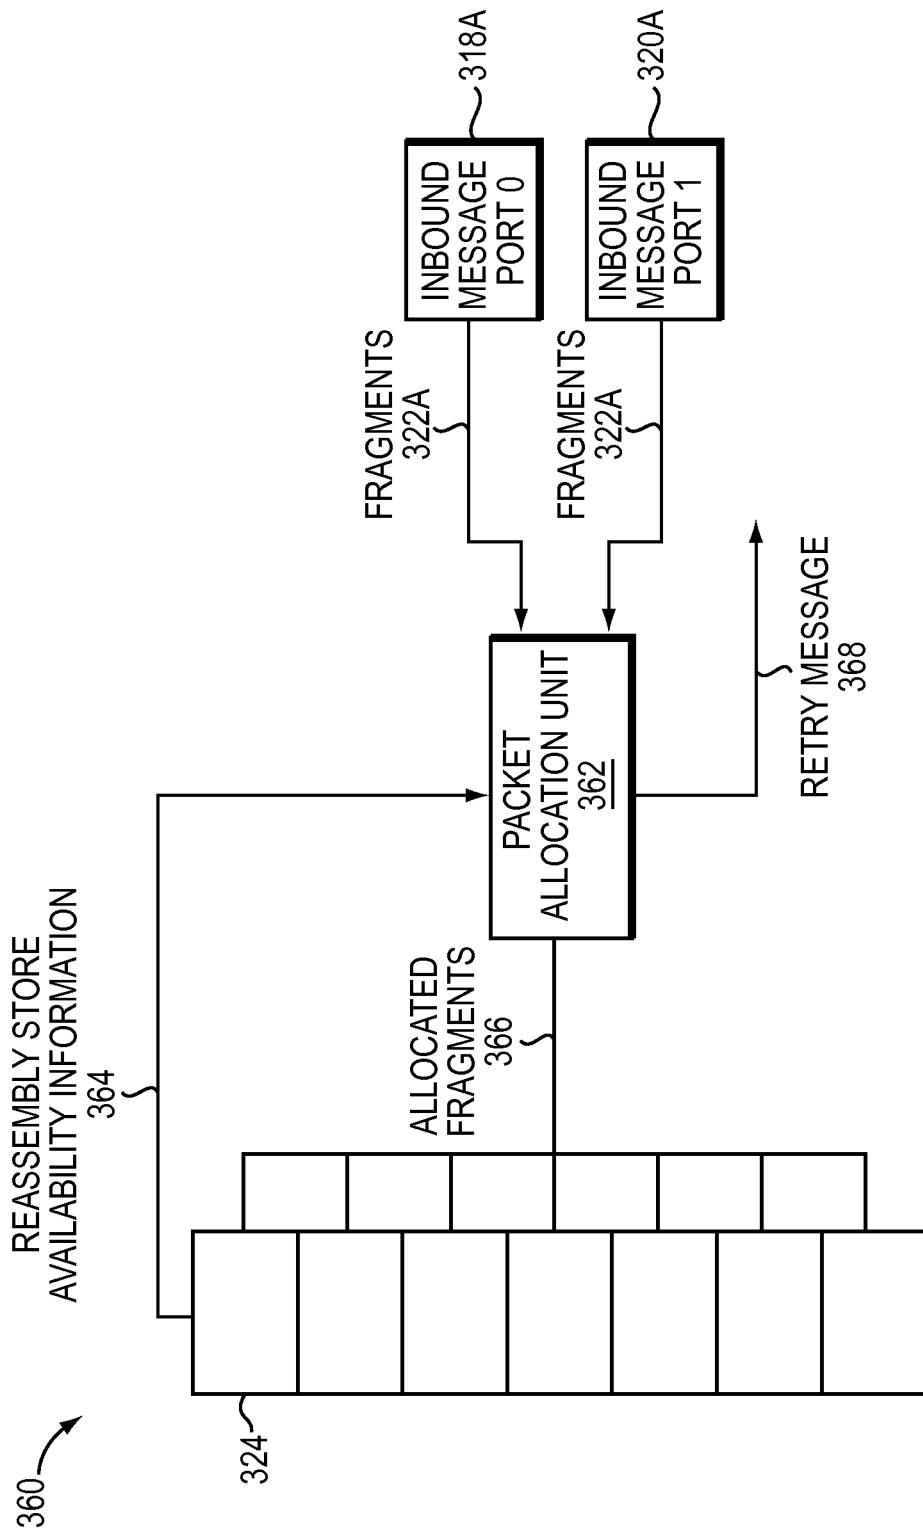 360
REASSEMBLY STORE
AVAILABILITY INFORMATION
364
324
ALLOCATED
FRAGMENTS
366
PACKET
ALLOCATION UNIT
362
RETRY MESSAGE
368
FRAGMENTS
322A
FRAGMENTS
322A
INBOUND
MESSAGE
PORT 0
318A
INBOUND
MESSAGE
PORT 1
320A